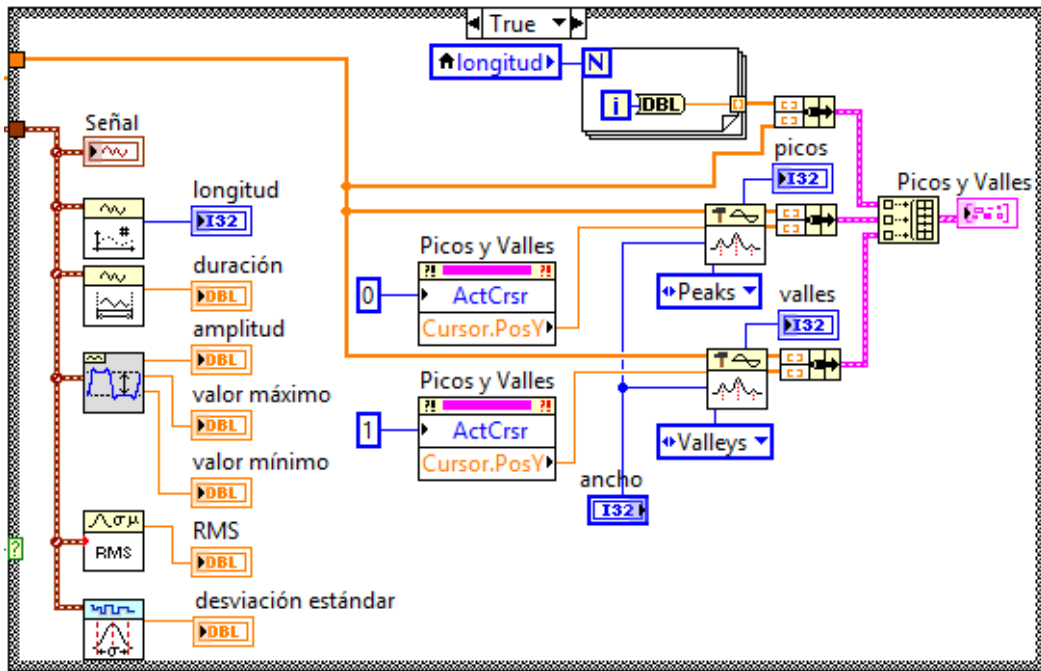 True
longitud
N
i
DBL
Señal
picos
I32
Picos y Valles
longitud
I32
#
duración
DBL
Picos y Valles
?!
?!
0
ActCrsr
Cursor.PosY
Peaks
valles
I32
amplitud
DBL
valor máximo
DBL
Picos y Valles
?!
?!
1
ActCrsr
Cursor.PosY
Valleys
valor mínimo
DBL
ancho
I32
σμ
RMS
RMS
DBL
?
desviación estándar
DBL
σ